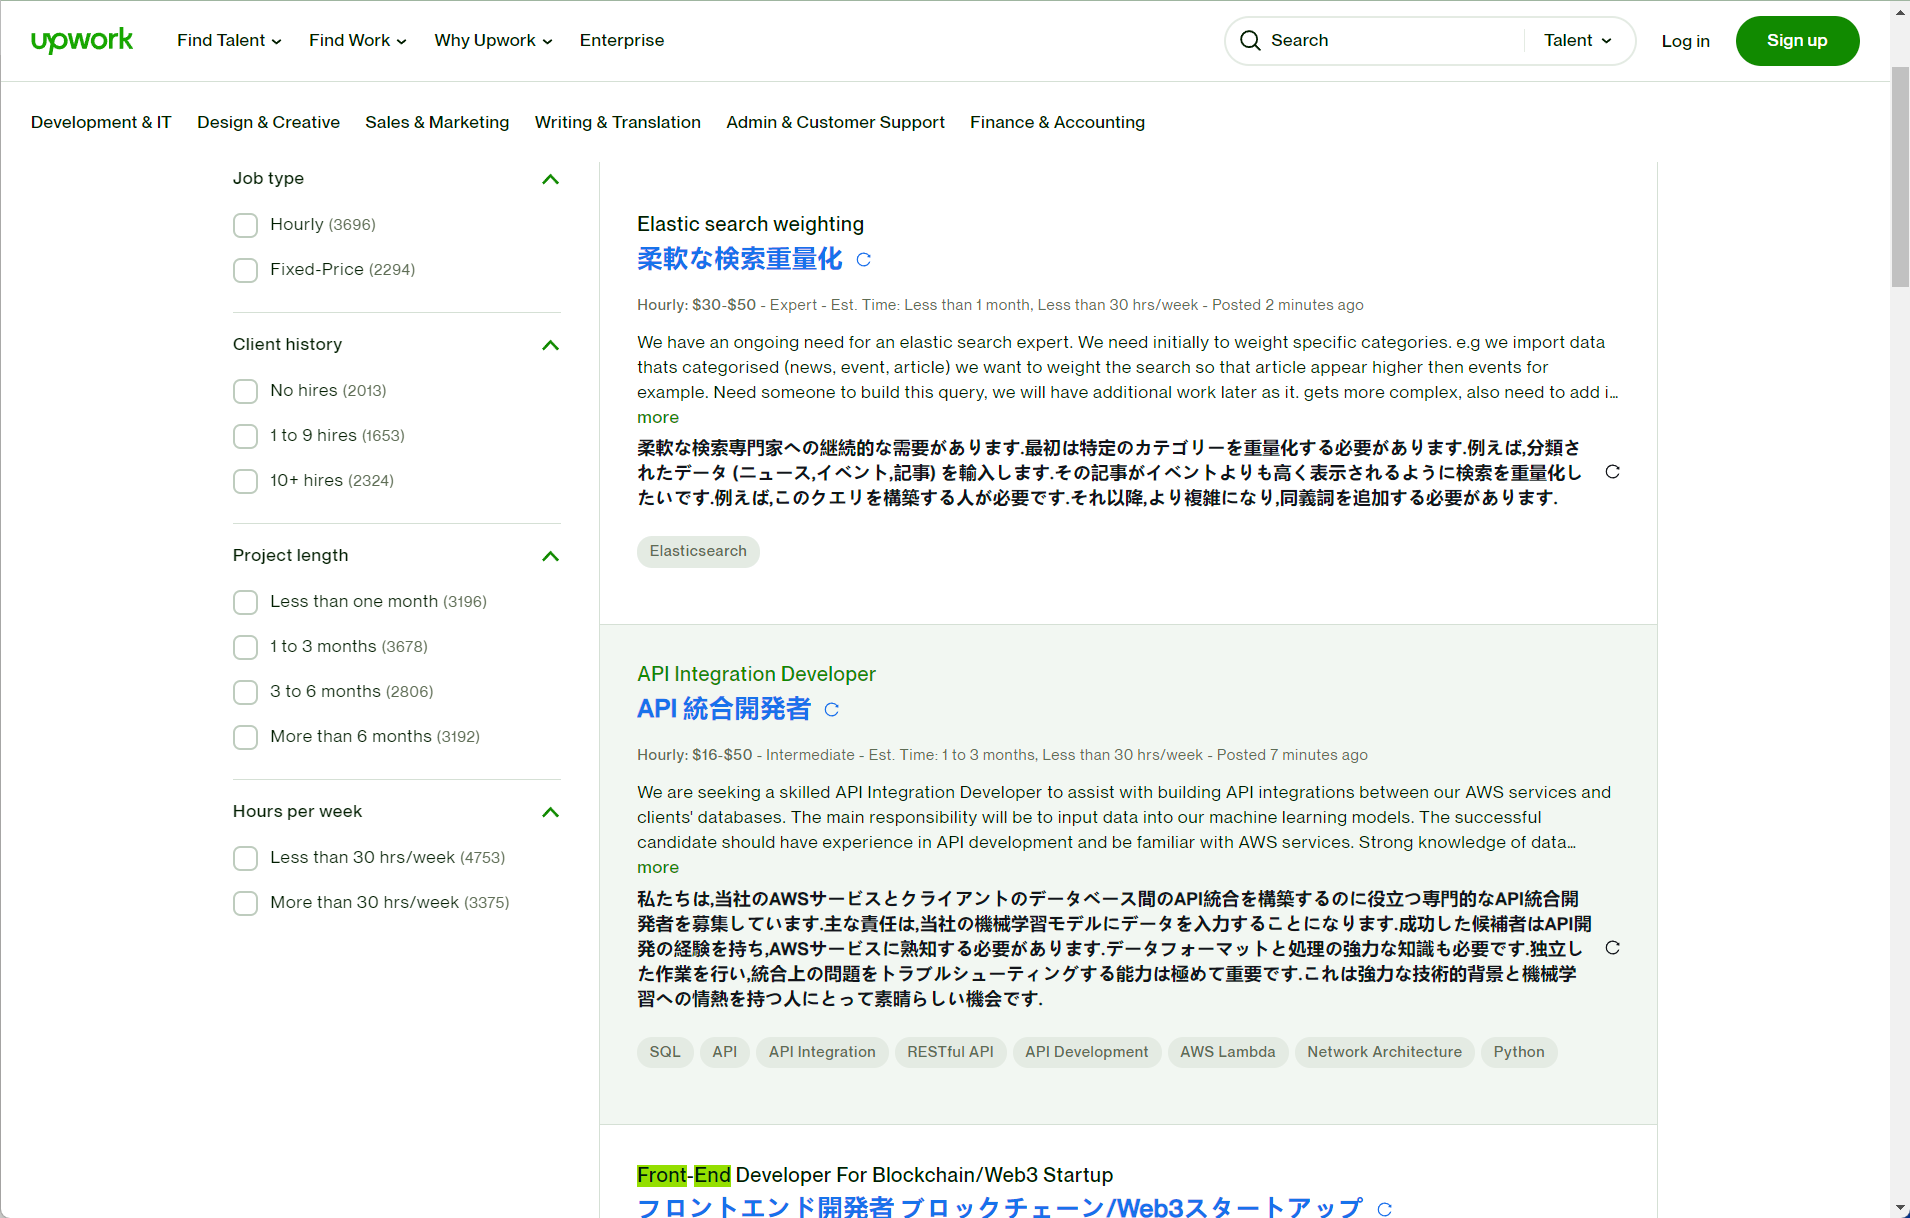 upwork
Find Talent
Find Work
Why Upwork
Enterprise
Search
Talent
Log in
Sign up
Development & IT
Design & Creative
Sales & Marketing
Writing & Translation
Admin & Customer Support
Finance & Accounting
Job type
Hourly (3696)
Fixed-Price (2294)
Client history
No hires (2013)
1 to 9 hires (1653)
10+ hires (2324)
Project length
Less than one month (3196)
1 to 3 months (3678)
3 to 6 months (2806)
More than 6 months (3192)
Hours per week
Less than 30 hrs/week (4753)
More than 30 hrs/week (3375)
Elastic search weighting
柔軟な検索重量化
Hourly: $30-$50 - Expert - Est. Time: Less than 1 month, Less than 30 hrs/week - Posted 2 minutes ago
We have an ongoing need for an elastic search expert. We need initially to weight specific categories. e.g we import data
thats categorised (news, event, article) we want to weight the search so that article appear higher then events for
example. Need someone to build this query, we will have additional work later as it. gets more complex, also need to add i…
more
柔軟な検索専門家への継続的な需要があります.最初は特定のカテゴリーを重量化する必要があります.例えば,分類さ
れたデータ (ニュース,イベント,記事) を輸入します.その記事がイベントよりも高く表示されるように検索を重量化し
たいです.例えば,このクエリを構築する人が必要です.それ以降,より複雑になり,同義詞を追加する必要があります.
Elasticsearch
API Integration Developer
API 統合開発者
Hourly: $16-$50 - Intermediate - Est. Time: 1 to 3 months, Less than 30 hrs/week - Posted 7 minutes ago
We are seeking a skilled API Integration Developer to assist with building API integrations between our AWS services and
clients' databases. The main responsibility will be to input data into our machine learning models. The successful
candidate should have experience in API development and be familiar with AWS services. Strong knowledge of data…
more
私たちは,当社のAWSサービスとクライアントのデータベース間のAPI統合を構築するのに役立つ専門的なAPI統合開
発者を募集しています.主な責任は,当社の機械学習モデルにデータを入力することになります.成功した候補者はAPI開
発の経験を持ち,AWSサービスに熟知する必要があります.データフォーマットと処理の強力な知識も必要です.独立し
た作業を行い,統合上の問題をトラブルシューティングする能力は極めて重要です.これは強力な技術的背景と機械学
習への情熱を持つ人にとって素晴らしい機会です.
SQL
API
API Integration
RESTful API
API Development
AWS Lambda
Network Architecture
Python
Front-End Developer For Blockchain/Web3 Startup
フロントエンド開発者 ブロックチェーン/Web3スタートアップ